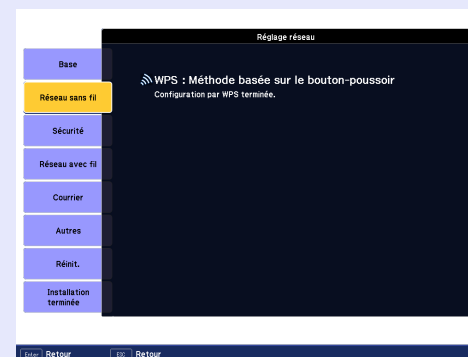 Réglage réseau
Base
Réseau sans fil
Sécurité
Réseau avec fil
Courrier
Autres
Réinit.
Installation
terminée
WPS : Méthode basée sur le bouton-poussoir
Configuration par WPS terminée.
Enter Retour
ESC Retour